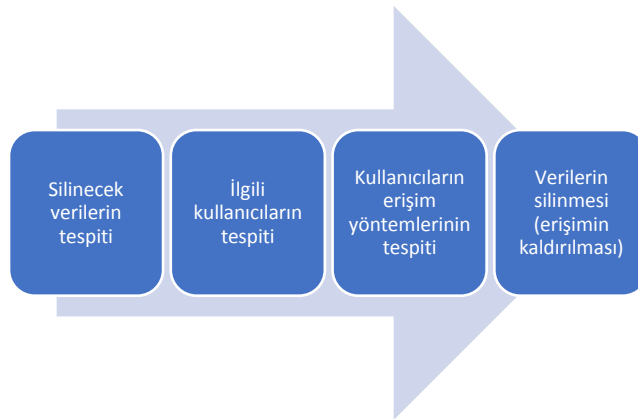 Silinecek
verilerin
tespiti
İlgili
kullanıcıların
tespiti
Kullanıcıların
erişim
yöntemlerinin
tespiti
Verilerin
silinmesi
(erişimin
kaldırılması)